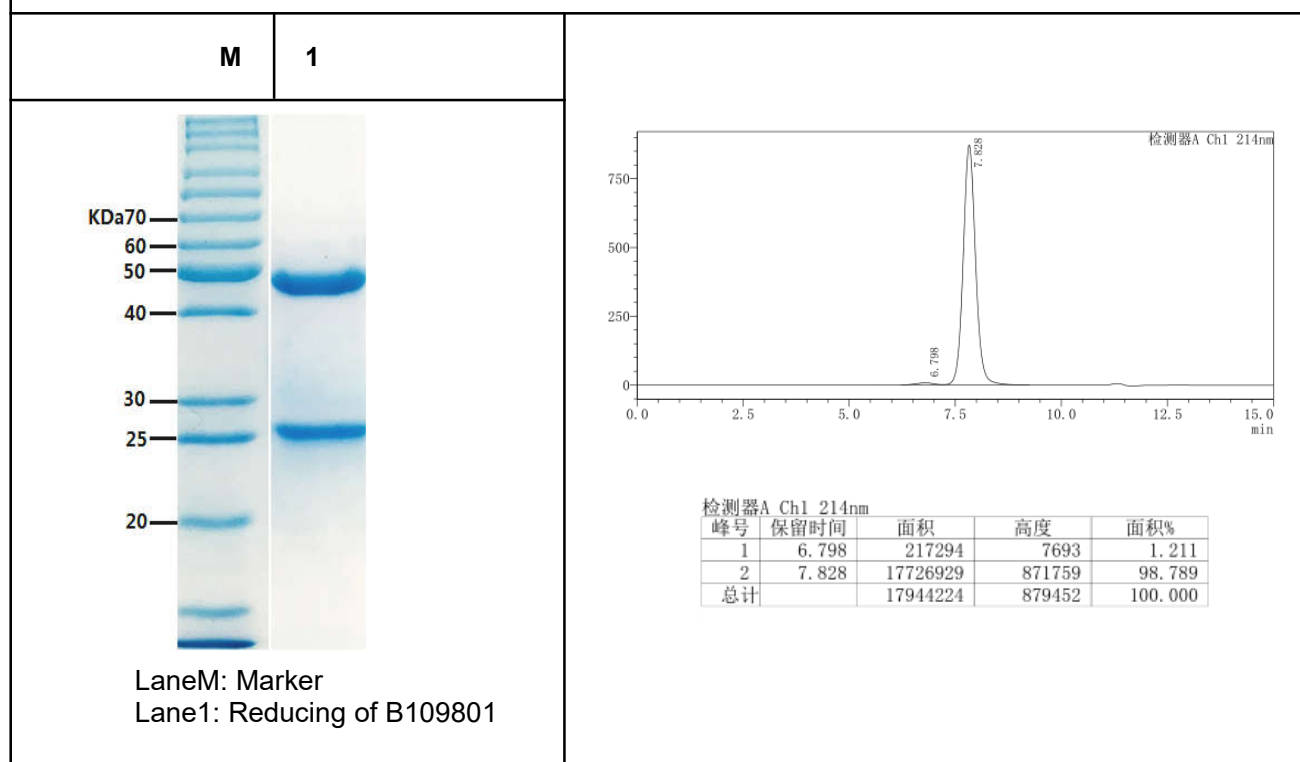 M 1
KDa70
60
50
40
30
25
20
LaneM: Marker
Lane1: Reducing of B109801
检测器A Ch1 214nm
7.828
750
500
250
6.798
0
0.0 2.5 5.0 7.5 10.0 12.5 15.0
min
检测器A Ch1 214nm
峰号 保留时间 面积 高度 面积%
1 6.798 217294 7693 1.211
2 7.828 17726929 871759 98.789
总计 17944224 879452 100.000